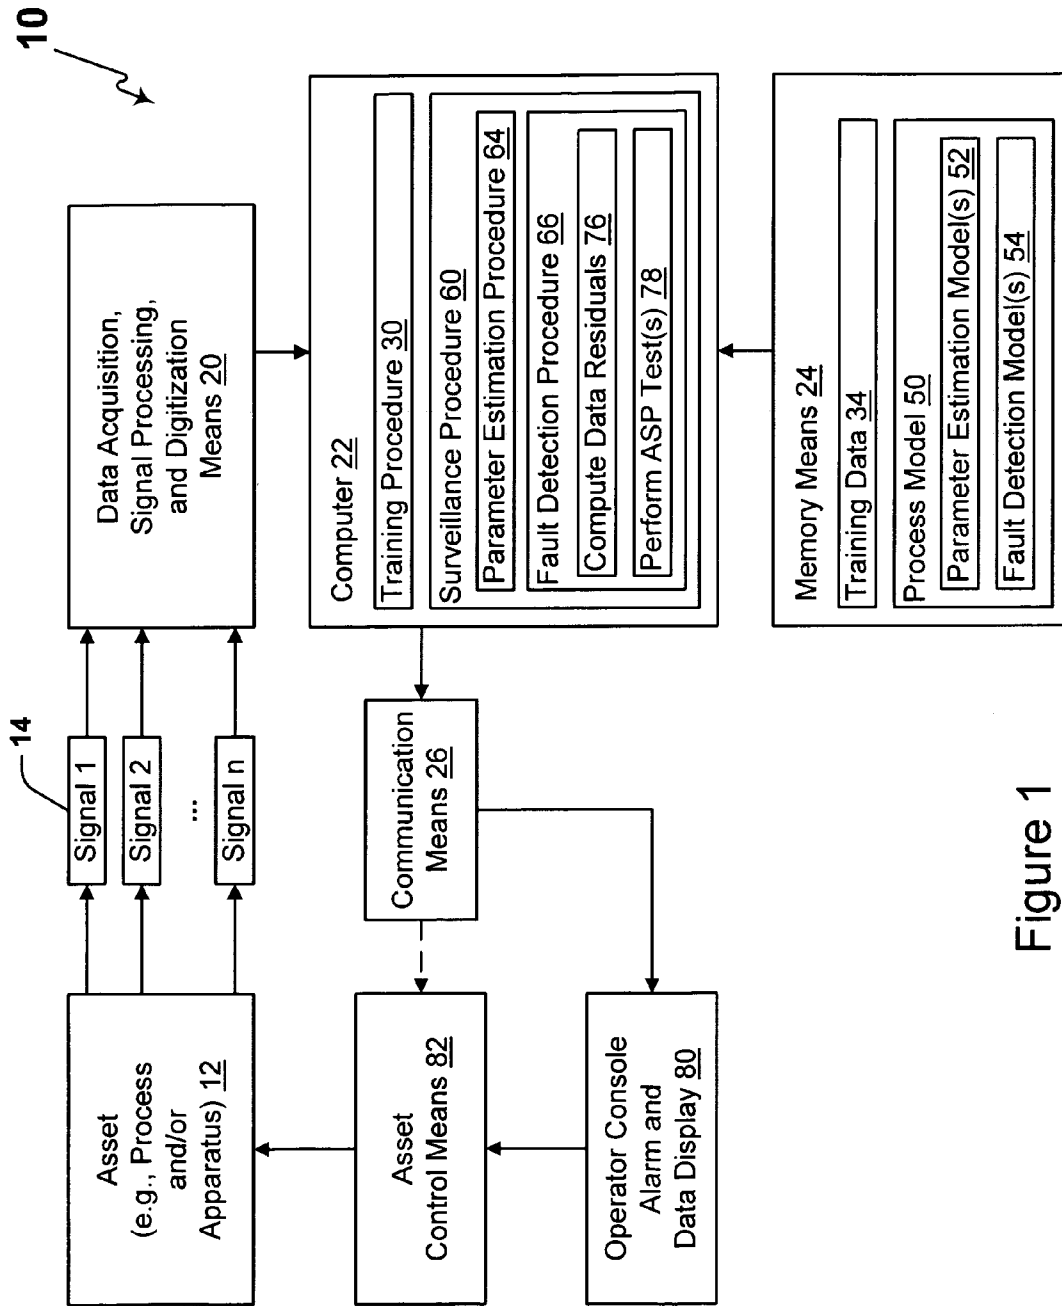 10
Asset
(e.g., Process
and/or
Apparatus) 12
14
Signal 1
Signal 2
...
Signal n
Data Acquisition,
Signal Processing,
and Digitization
Means 20
Asset
Control Means 82
Communication
Means 26
Computer 22
Training Procedure 30
Surveillance Procedure 60
Parameter Estimation Procedure 64
Fault Detection Procedure 66
Compute Data Residuals 76
Perform ASP Test(s) 78
Operator Console
Alarm and
Data Display 80
Memory Means 24
Training Data 34
Process Model 50
Parameter Estimation Model(s) 52
Fault Detection Model(s) 54
Figure 1